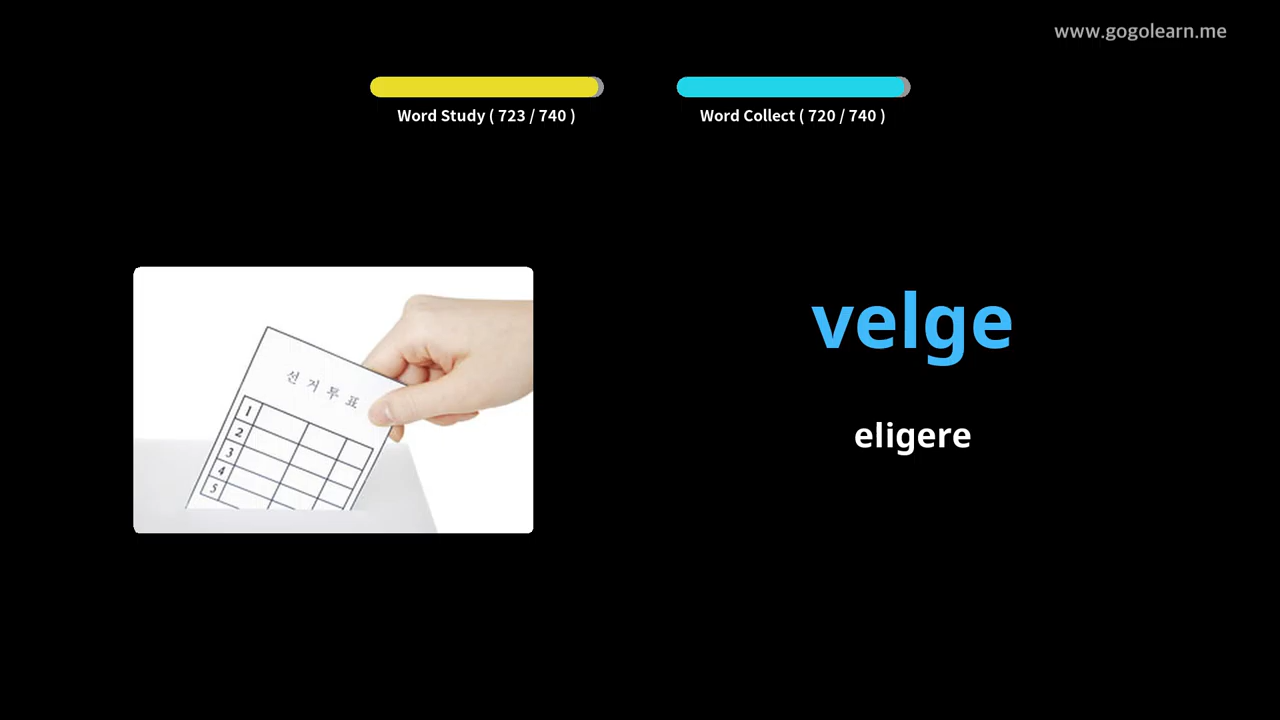 www.gogolearn.me
Word Study ( 723 / 740 )
Word Collect ( 720 / 740 )
선거투표
1
2
3
4
5
velge
eligere